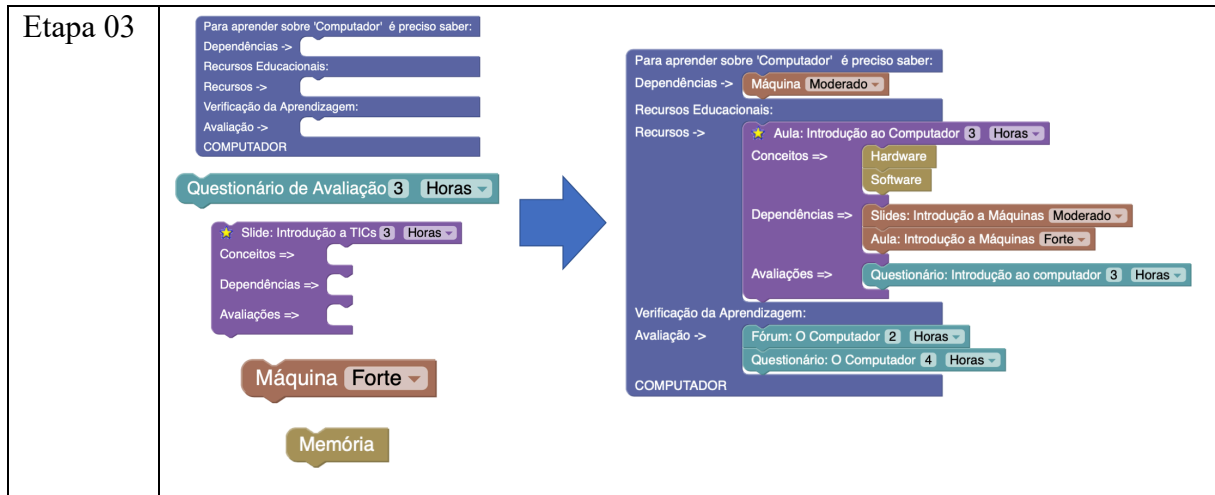 Etapa 03
Para aprender sobre 'Computador' é preciso saber:
Dependências ->
Recursos Educacionais:
Recursos ->
Verificação da Aprendizagem:
Avaliação ->
COMPUTADOR
Questionário de Avaliação 3 Horas
Slide: Introdução a TICs 3 Horas
Conceitos =>
Dependências =>
Avaliações =>
Máquina Forte
Memória
Para aprender sobre 'Computador' é preciso saber:
Dependências -> Máquina Moderado
Recursos Educacionais:
Recursos -> Aula: Introdução ao Computador 3 Horas
Conceitos => Hardware
Software
Dependências => Slides: Introdução a Máquinas Moderado
Aula: Introdução a Máquinas Forte
Avaliações => Questionário: Introdução ao computador 3 Horas
Verificação da Aprendizagem:
Avaliação -> Fórum: O Computador 2 Horas
Questionário: O Computador 4 Horas
COMPUTADOR